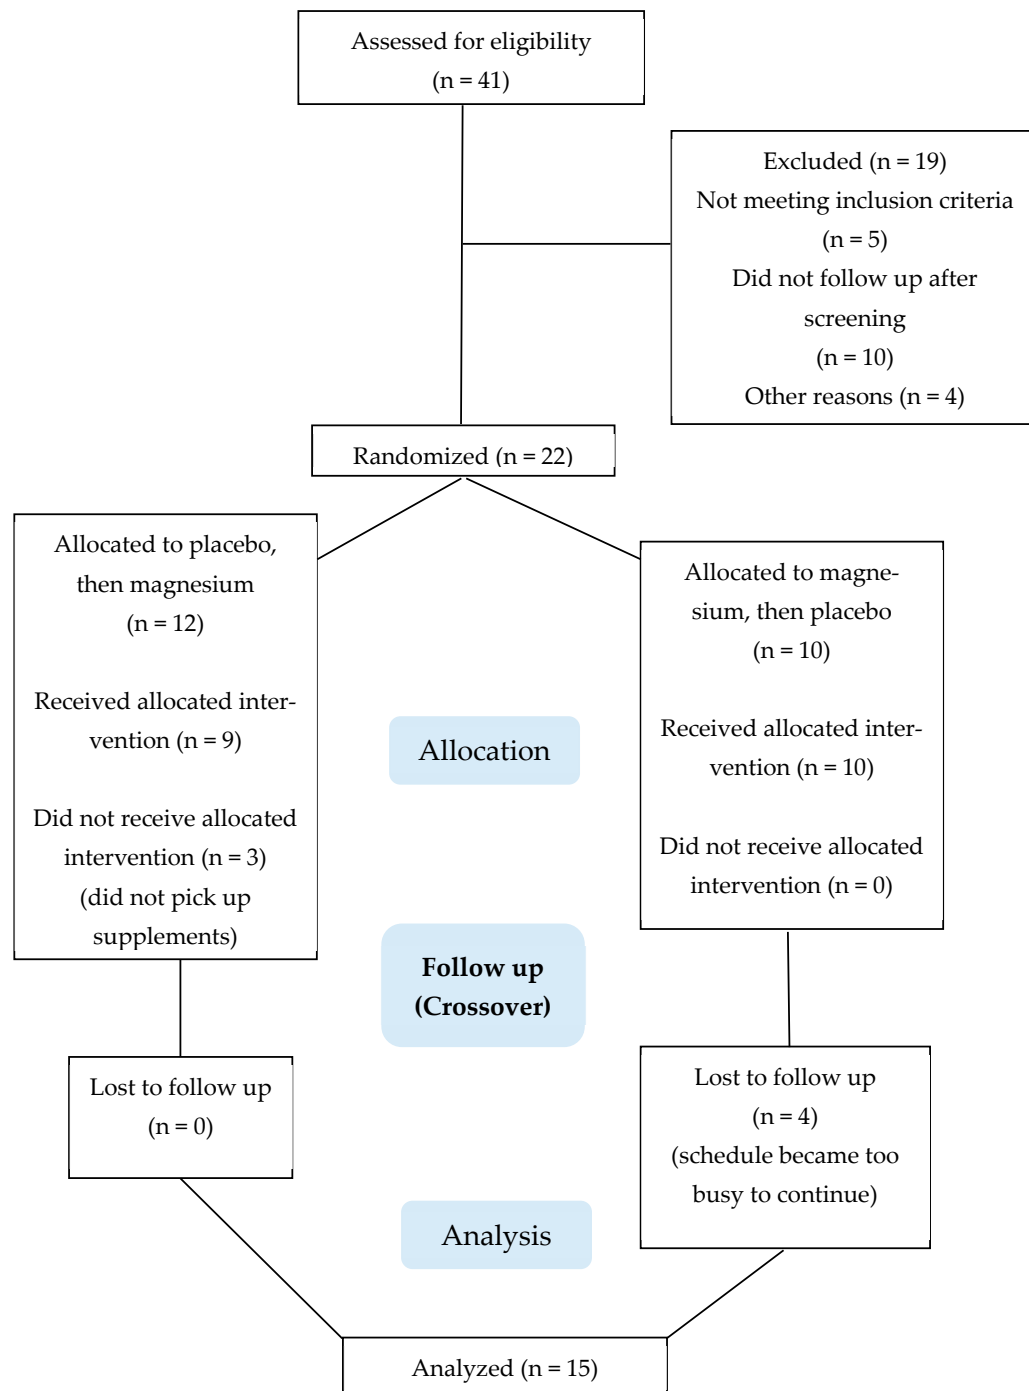 Assessed for eligibility
(n = 41)
Excluded (n = 19)
Not meeting inclusion criteria
(n = 5)
Did not follow up after
screening
(n = 10)
Other reasons (n = 4)
Randomized (n = 22)
Allocated to placebo,
then magnesium
(n = 12)
Received allocated inter-
vention (n = 9)
Did not receive allocated
intervention (n = 3)
(did not pick up
supplements)
Allocated to magne-
sium, then placebo
(n = 10)
Received allocated inter-
vention (n = 10)
Did not receive allocated
intervention (n = 0)
Allocation
Follow up
(Crossover)
Lost to follow up
(n = 0)
Lost to follow up
(n = 4)
(schedule became too
busy to continue)
Analysis
Analyzed (n = 15)